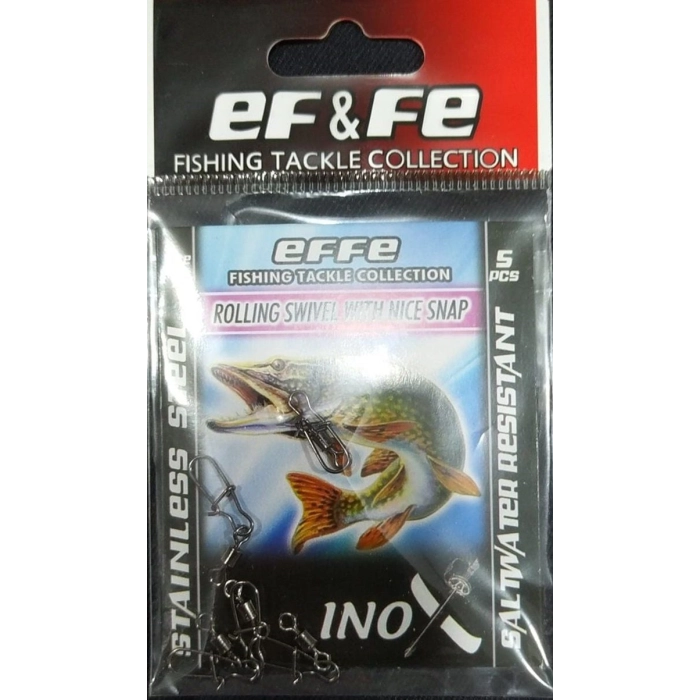 EF & FE
FISHING TACKLE COLLECTION
EFFE
FISHING TACKLE COLLECTION
ROLLING SWIVEL WITH NICE SNAP
5
PCS
STAINLESS STEEL
SALTWATER RESISTANT
INOX